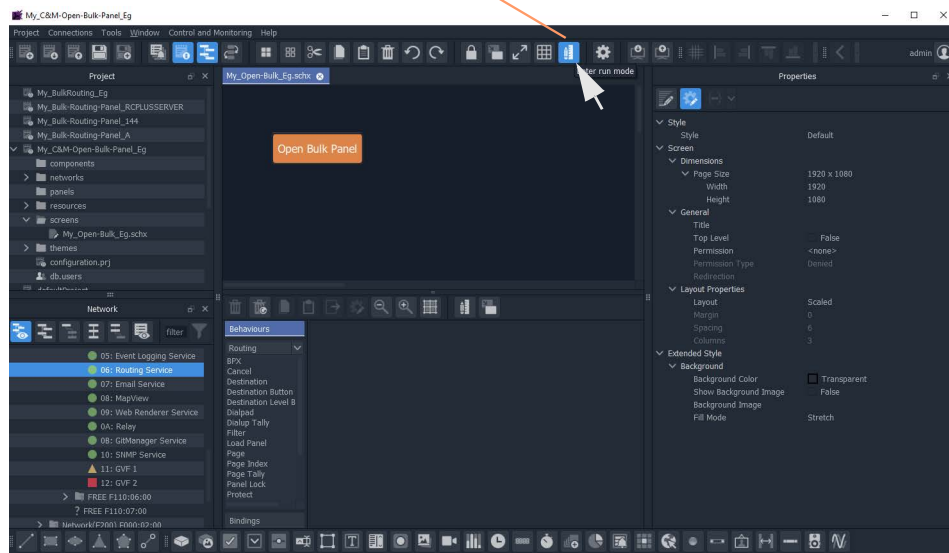 My_C&M-Open-Bulk-Panel_Eg
Project Connections Tools Window Control and Monitoring Help
admin
Project
My_Open-Bulk_Eg.schx
ter run mode
Properties
My_BulkRouting_Eg
My_Bulk-Routing-Panel_RCPLUSSERVER
My_Bulk-Routing-Panel_144
My_Bulk-Routing-Panel_A
My_C&M-Open-Bulk-Panel_Eg
components
networks
panels
resources
screens
My_Open-Bulk_Eg.schx
themes
configuration.prj
db.users
defaultProject
Open Bulk Panel
Style
Style Default
Screen
Dimensions
Page Size 1920 x 1080
Width 1920
Height 1080
General
Title
Top Level False
Permission <none>
Permission Type Denied
Redirection
Layout Properties
Layout Scaled
Margin 0
Spacing 6
Columns 3
Extended Style
Background
Background Color Transparent
Show Background Image False
Background Image
Fill Mode Stretch
Network
filter
05: Event Logging Service
06: Routing Service
07: Email Service
08: MapView
09: Web Renderer Service
0A: Relay
0B: GitManager Service
10: SNMP Service
11: GVF 1
12: GVF 2
FREE F110:06:00
? FREE F110:07:00
Network(F200) F000:02:00
Behaviours
Routing
BPX
Cancel
Destination
Destination Button
Destination Level B
Dialpad
Dialup Tally
Filter
Load Panel
Page
Page Index
Page Tally
Panel Lock
Protect
Bindings